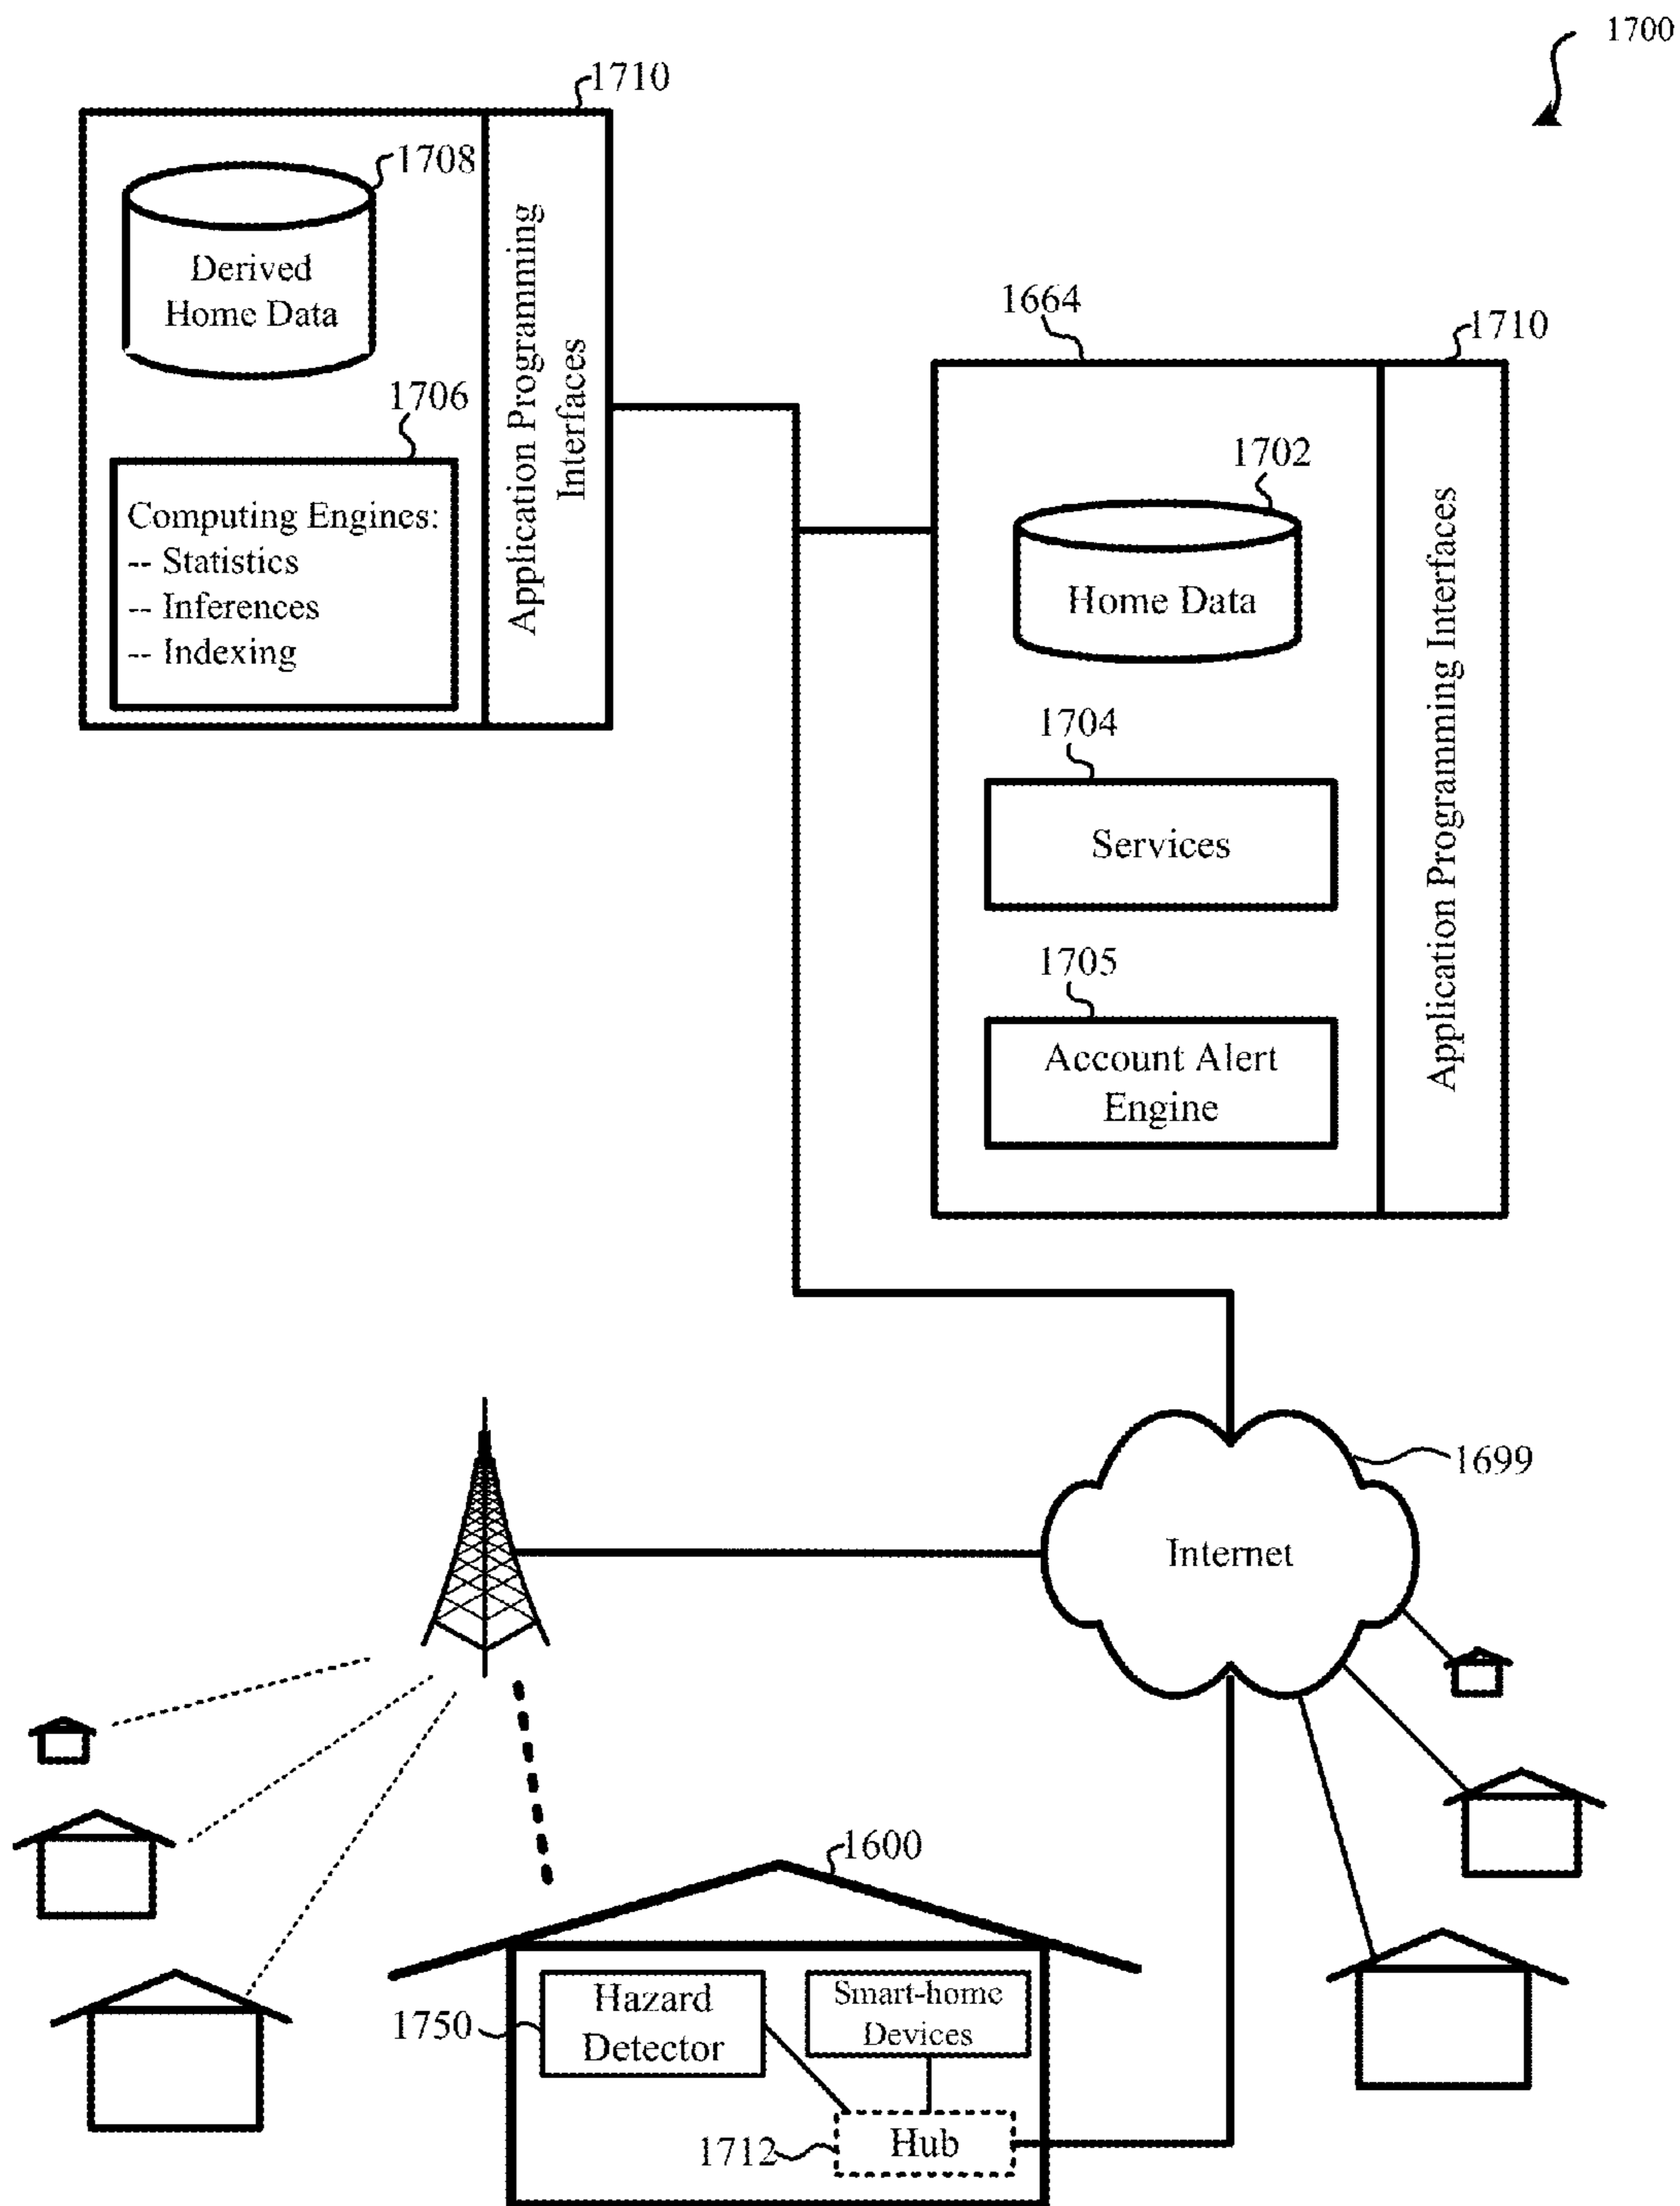 1700
1710
1708
Derived
Home Data
1706
Computing Engines:
-- Statistics
-- Inferences
-- Indexing
Application Programming
Interfaces
1664
1710
1702
Home Data
1704
Services
1705
Account Alert
Engine
Application Programming Interfaces
1699
Internet
1600
Hazard
Detector
1750
Smart-home
Devices
1712
Hub